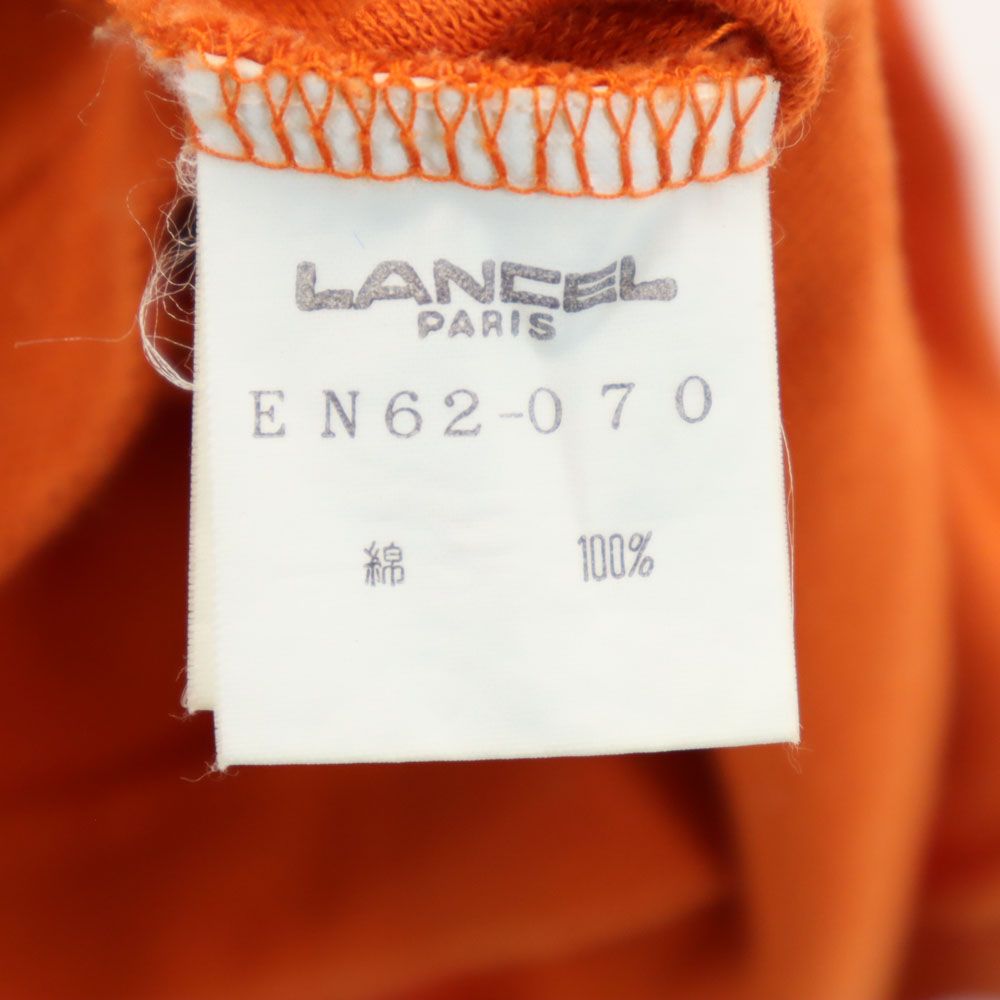 LANCEL
PARIS
EN62-070
綿 100%